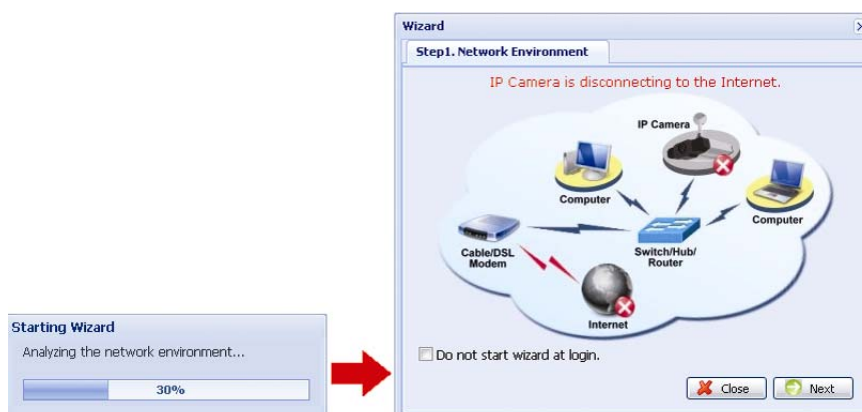 Starting Wizard
Analyzing the network environment...
30%
Wizard
Step1. Network Environment
IP Camera is disconnecting to the Internet.
IP Camera
Computer
Computer
Cable/DSL
Modem
Switch/Hub/
Router
Internet
Do not start wizard at login.
Close
Next